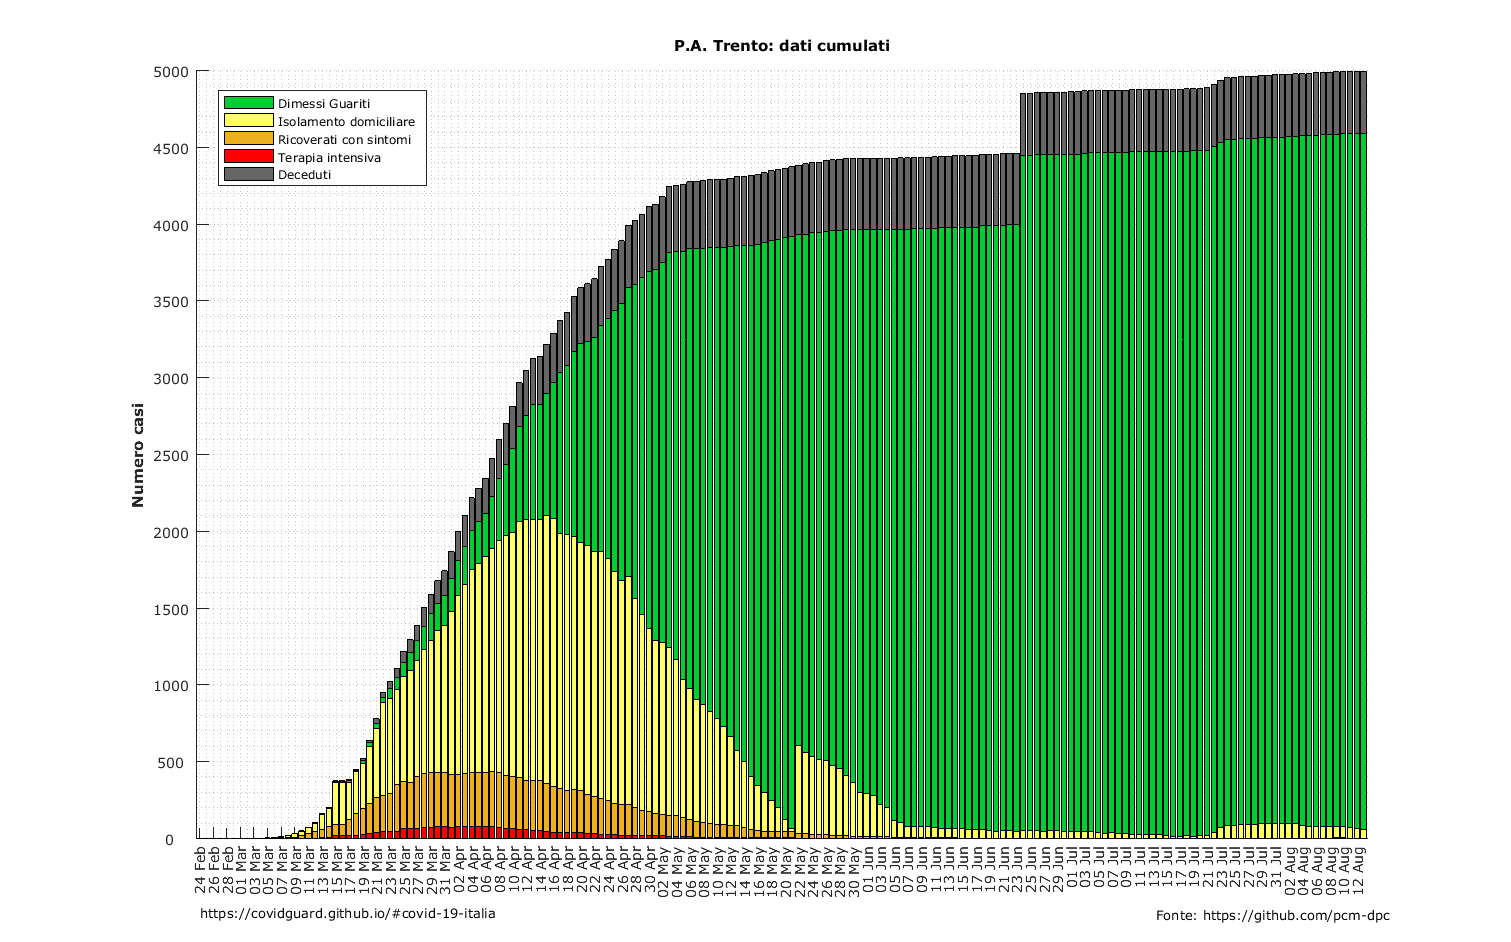 P.A. Trento: dati cumulati
Dimessi Guariti
Isolamento domiciliare
Ricoverati con sintomi
Terapia intensiva
Deceduti
Numero casi
5000
4500
4000
3500
3000
2500
2000
1500
1000
500
0
24 Feb
26 Feb
28 Feb
01 Mar
03 Mar
05 Mar
07 Mar
09 Mar
11 Mar
13 Mar
15 Mar
17 Mar
19 Mar
21 Mar
23 Mar
25 Mar
27 Mar
29 Mar
31 Mar
02 Apr
04 Apr
06 Apr
08 Apr
10 Apr
12 Apr
14 Apr
16 Apr
18 Apr
20 Apr
22 Apr
24 Apr
26 Apr
28 Apr
30 Apr
02 May
04 May
06 May
08 May
10 May
12 May
14 May
16 May
18 May
20 May
22 May
24 May
26 May
28 May
30 May
01 Jun
03 Jun
05 Jun
07 Jun
09 Jun
11 Jun
13 Jun
15 Jun
17 Jun
19 Jun
21 Jun
23 Jun
25 Jun
27 Jun
29 Jun
01 Jul
03 Jul
05 Jul
07 Jul
09 Jul
11 Jul
13 Jul
15 Jul
17 Jul
19 Jul
21 Jul
23 Jul
25 Jul
27 Jul
29 Jul
31 Jul
02 Aug
04 Aug
06 Aug
08 Aug
10 Aug
12 Aug
https://covidguard.github.io/#covid-19-italia
Fonte: https://github.com/pcm-dpc